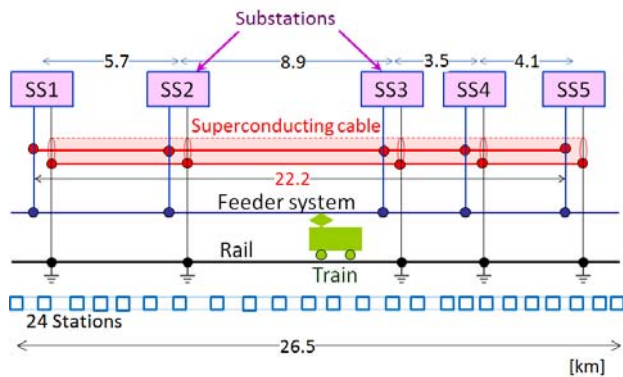 Substations
5.7 8.9 3.5 4.1
SS1 SS2 SS3 SS4 SS5
Superconducting cable
22.2
Feeder system
Rail
Train
24 Stations
26.5
[km]